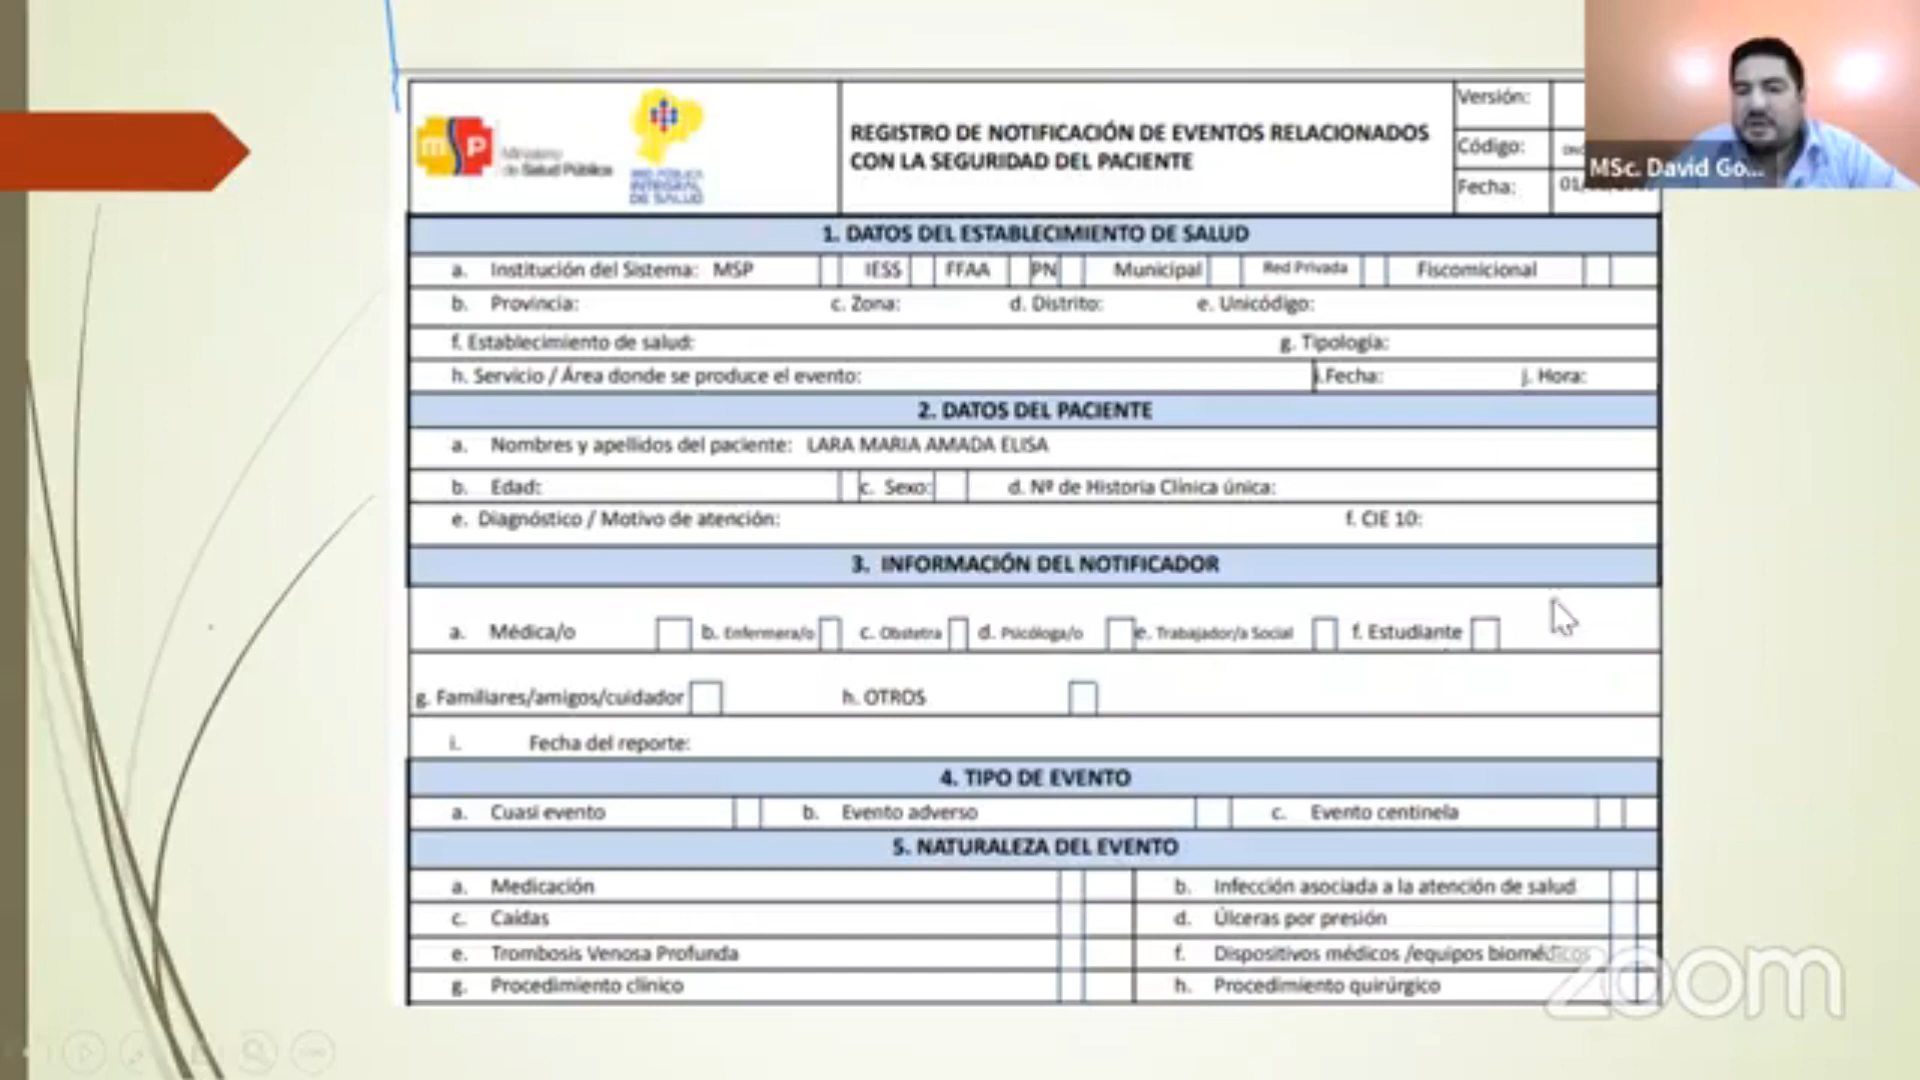 mp Ministerio
de Salud Pública
RED PÚBLICA
INTEGRAL
DE SALUD
REGISTRO DE NOTIFICACIÓN DE EVENTOS RELACIONADOS
CON LA SEGURIDAD DEL PACIENTE
Versión:
Código:
Fecha: 01/
MSc. David Go...
1. DATOS DEL ESTABLECIMIENTO DE SALUD
a. Institución del Sistema: MSP IESS FFAA PN Municipal Red Privada Fiscomicional
b. Provincia: c. Zona: d. Distrito: e. Unicódigo:
f. Establecimiento de salud: g. Tipología:
h. Servicio / Área donde se produce el evento: i.Fecha: j. Hora:
2. DATOS DEL PACIENTE
a. Nombres y apellidos del paciente: LARA MARIA AMADA ELISA
b. Edad: c. Sexo: d. Nº de Historia Clínica única:
e. Diagnóstico / Motivo de atención: f. CIE 10:
3. INFORMACIÓN DEL NOTIFICADOR
a. Médica/o b. Enfermera/o c. Obstetra d. Psicóloga/o e. Trabajador/a Social f. Estudiante
g. Familiares/amigos/cuidador h. OTROS
i. Fecha del reporte:
4. TIPO DE EVENTO
a. Cuasi evento b. Evento adverso c. Evento centinela
5. NATURALEZA DEL EVENTO
a. Medicación b. Infección asociada a la atención de salud
c. Caídas d. Úlceras por presión
e. Trombosis Venosa Profunda f. Dispositivos médicos /equipos biomédicos
g. Procedimiento clínico h. Procedimiento quirúrgico
zoom